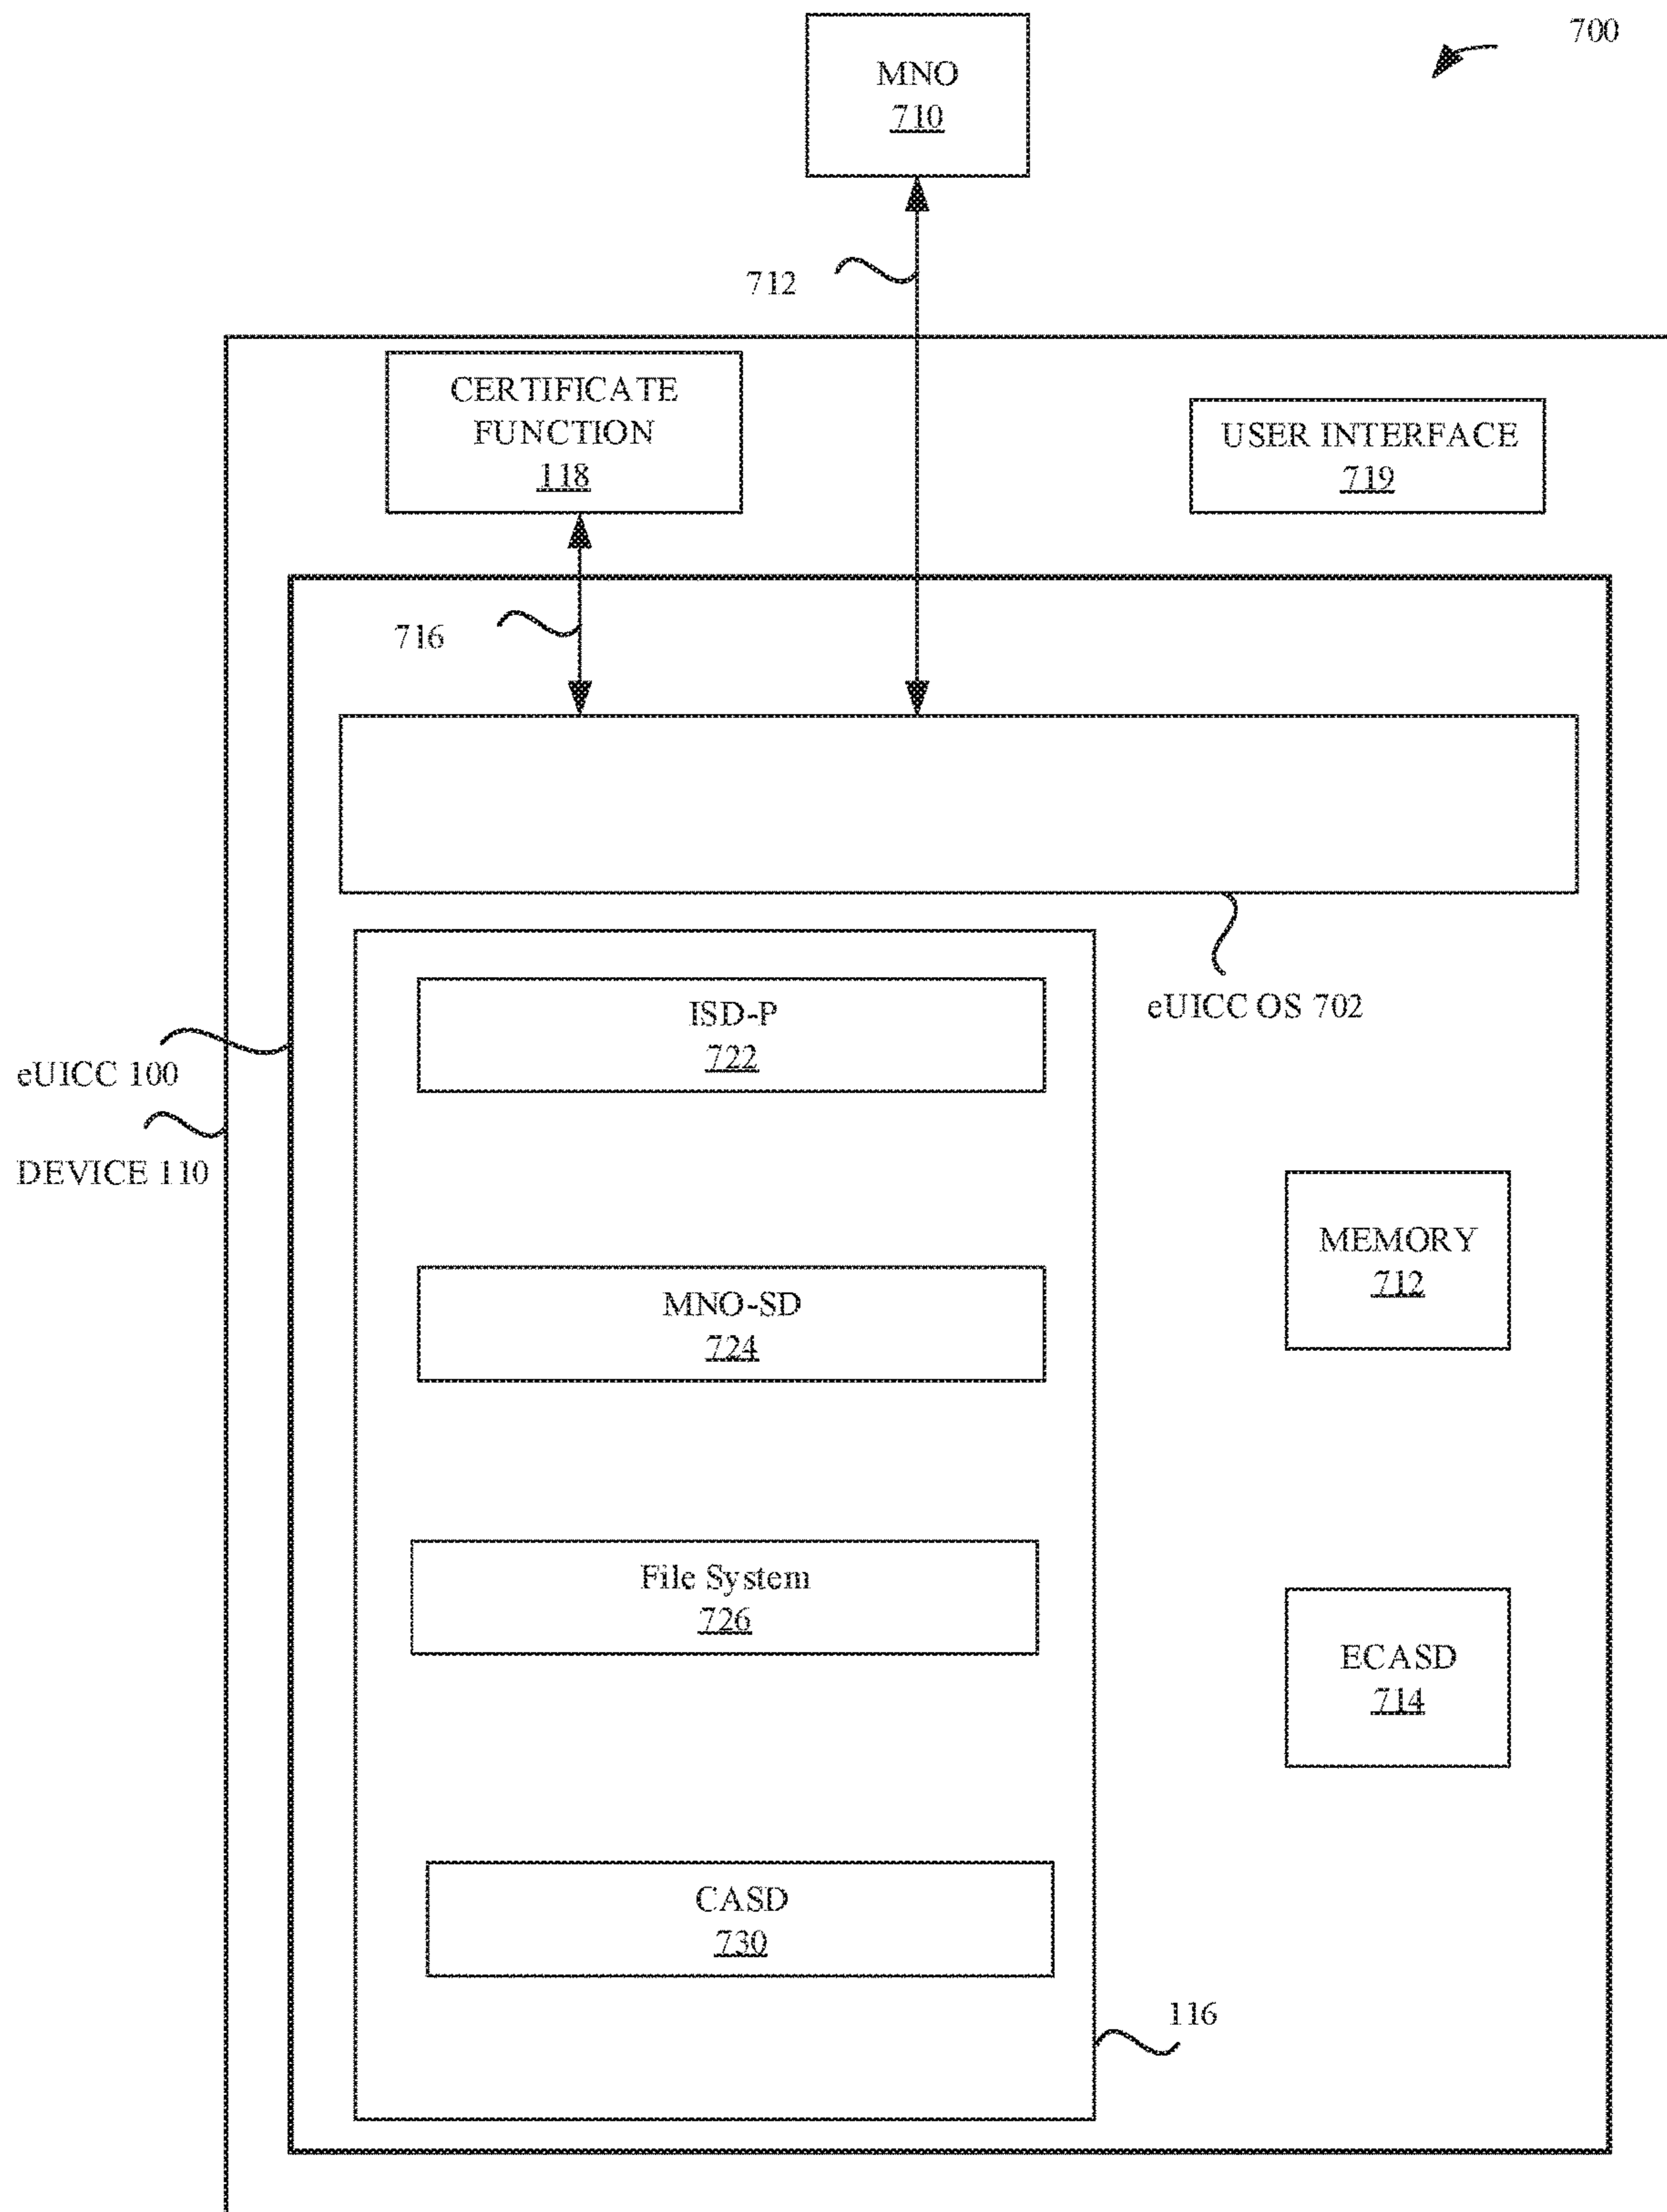 700
MNO
710
712
CERTIFICATE
FUNCTION
118
USER INTERFACE
719
716
eUICC OS 702
ISD-P
722
eUICC 100
DEVICE 110
MEMORY
712
MNO-SD
724
File System
726
ECASD
714
CASD
730
116